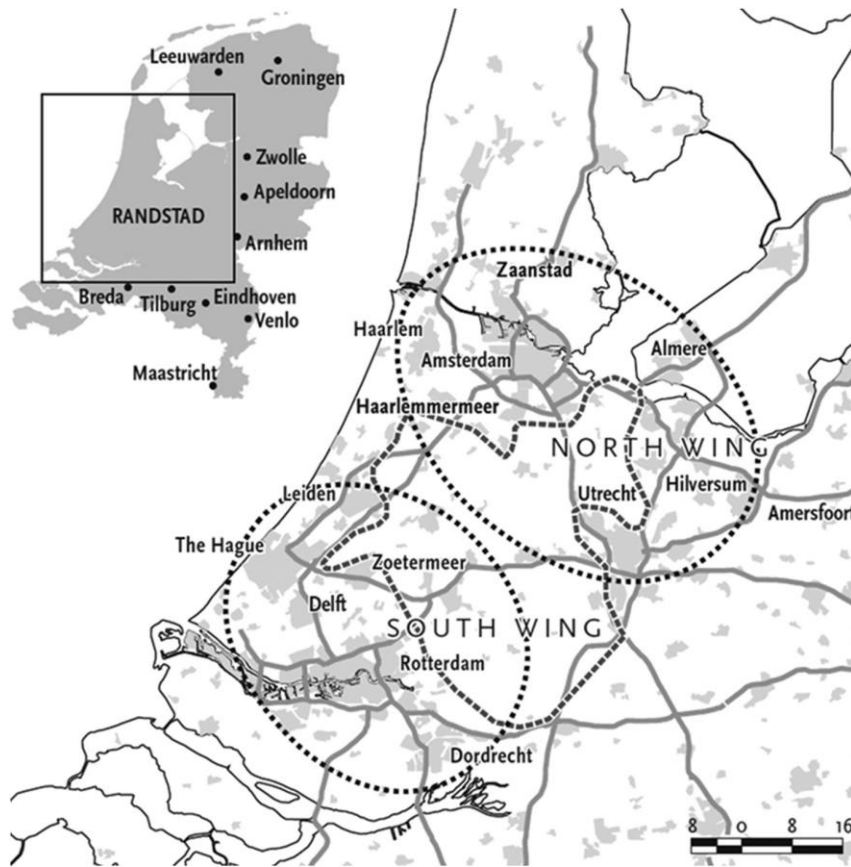 Leeuwarden
Groningen
Zwolle
Apeldoorn
RANDSTAD
Arnhem
Breda
Tilburg
Eindhoven
Venlo
Maastricht
Zaanstad
Haarlem
Amsterdam
Almere
Haarlemmermeer
NORTH WING
Hilversum
Utrecht
Leiden
Amersfoort
The Hague
Zoetermeer
Delft
SOUTH WING
Rotterdam
Dordrecht
8 0 8 16